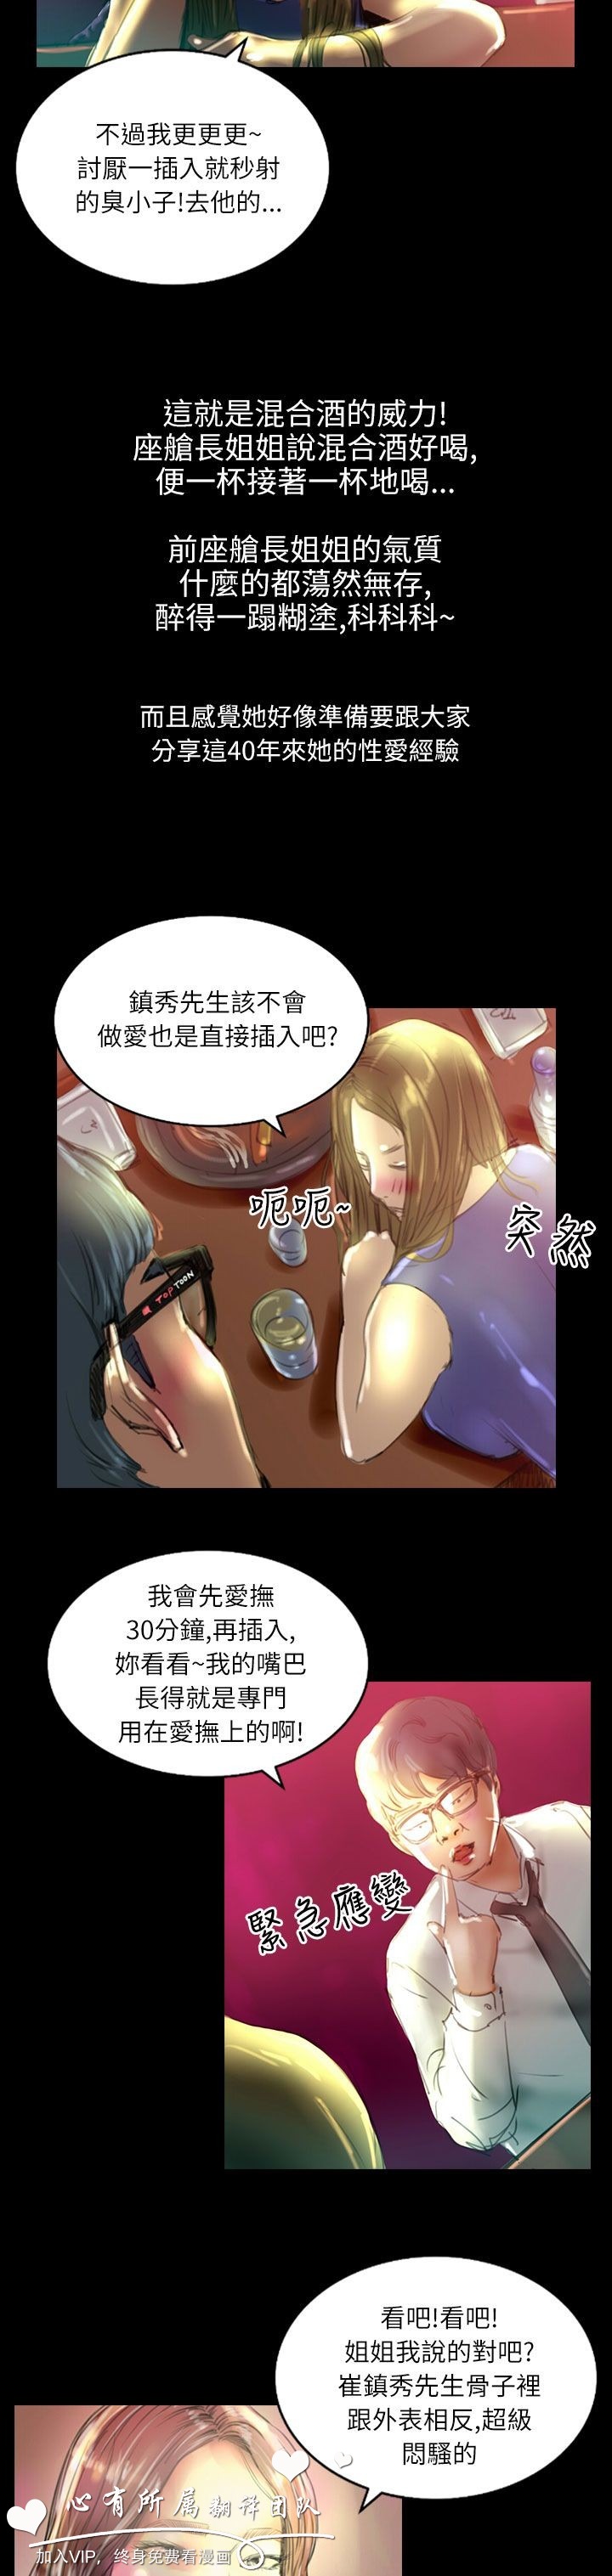 不過我更更更~
討厭一插入就秒射
的臭小子!去他的...
這就是混合酒的威力!
座艙長姐姐說混合酒好喝,
便一杯接著一杯地喝...
前座艙長姐姐的氣質
什麼的都蕩然無存,
醉得一蹋糊塗,科科科~
而且感覺她好像準備要跟大家
分享這40年來她的性愛經驗
鎮秀先生該不會
做愛也是直接插入吧?
呃呃~
突然
TOPTOON
我會先愛撫
30分鐘,再插入,
妳看看~我的嘴巴
長得就是專門
用在愛撫上的啊!
緊急應變
看吧!看吧!
姐姐我說的對吧?
崔鎮秀先生骨子裡
跟外表相反,超級
悶騷的
心有所属翻译团队
加入VIP，终身免费看漫画